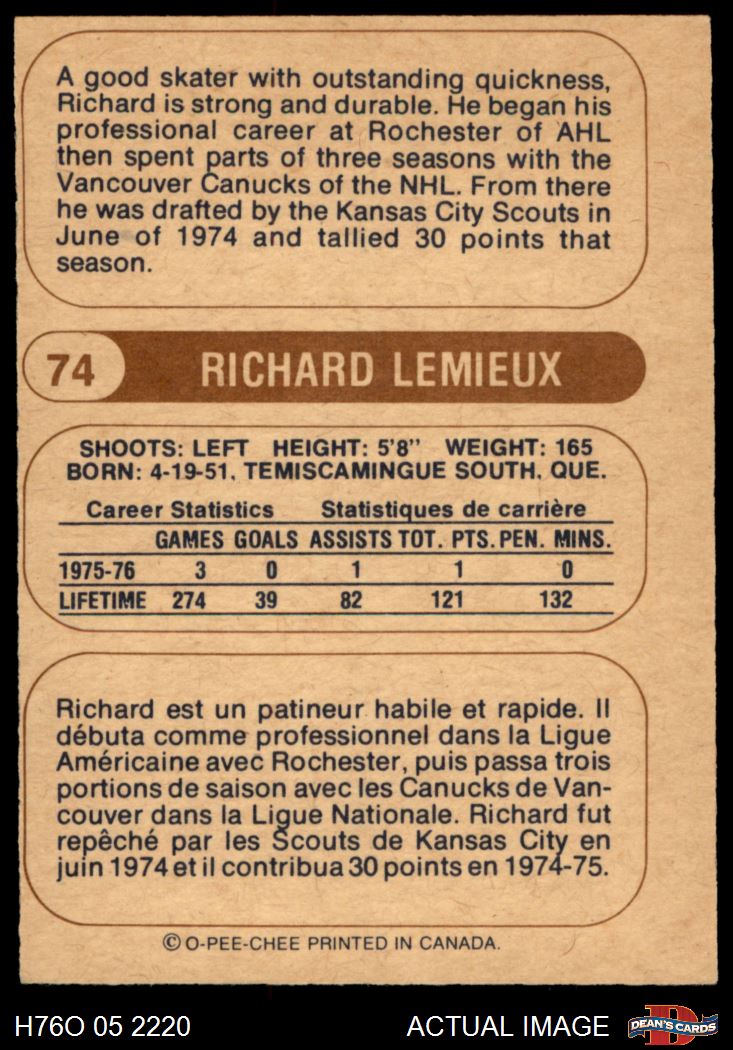 A good skater with outstanding quickness,
Richard is strong and durable. He began his
professional career at Rochester of AHL
then spent parts of three seasons with the
Vancouver Canucks of the NHL. From there
he was drafted by the Kansas City Scouts in
June of 1974 and tallied 30 points that
season.
74 RICHARD LEMIEUX
SHOOTS: LEFT HEIGHT: 5'8" WEIGHT: 165
BORN: 4-19-51, TEMISCAMINGUE SOUTH, QUE.
Career Statistics Statistiques de carrière
GAMES GOALS ASSISTS TOT. PTS. PEN. MINS.
1975-76 3 0 1 1 0
LIFETIME 274 39 82 121 132
Richard est un patineur habile et rapide. Il
débuta comme professionnel dans la Ligue
Américaine avec Rochester, puis passa trois
portions de saison avec les Canucks de Van-
couver dans la Ligue Nationale. Richard fut
repêché par les Scouts de Kansas City en
juin 1974 et il contribua 30 points en 1974-75.
© O-PEE-CHEE PRINTED IN CANADA.
H76O 05 2220 ACTUAL IMAGE D DEAN'S CARDS